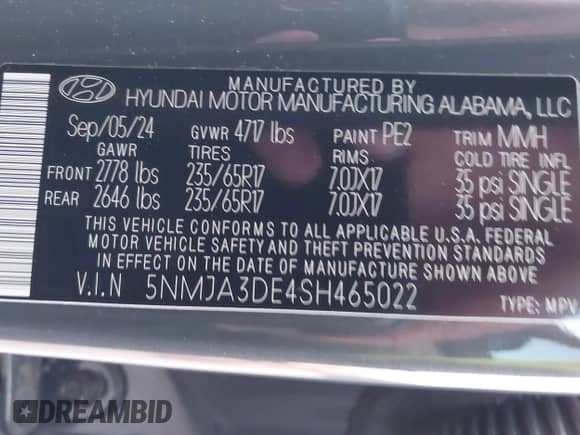 MANUFACTURED BY
HYUNDAI MOTOR MANUFACTURING ALABAMA, LLC
Sep/05/24 GVWR 4717 lbs PAINT PE2 TRIM MMH
GAWR TIRES RIMS COLD TIRE INFL
FRONT 2778 lbs 235/65R17 7.0JX17 35 psi SINGLE
REAR 2646 lbs 235/65R17 7.0JX17 35 psi SINGLE
THIS VEHICLE CONFORMS TO ALL APPLICABLE U.S.A. FEDERAL
MOTOR VEHICLE SAFETY AND THEFT PREVENTION STANDARDS
IN EFFECT ON THE DATE OF MANUFACTURE SHOWN ABOVE.
V.I.N 5NMJA3DE4SH465022
TYPE: MPV
DREAMBID